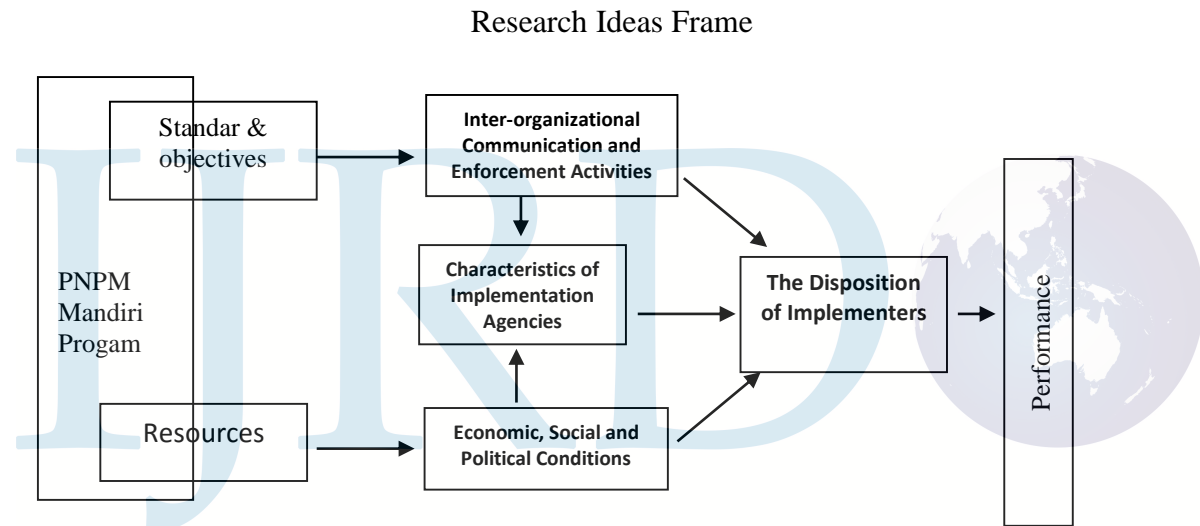 Research Ideas Frame
Standar &
objectives
Inter-organizational
Communication and
Enforcement Activities
PNPM
Mandiri
Progam
Characteristics of
Implementation
Agencies
The Disposition
of Implementers
Performance
Resources
Economic, Social and
Political Conditions
IJRD